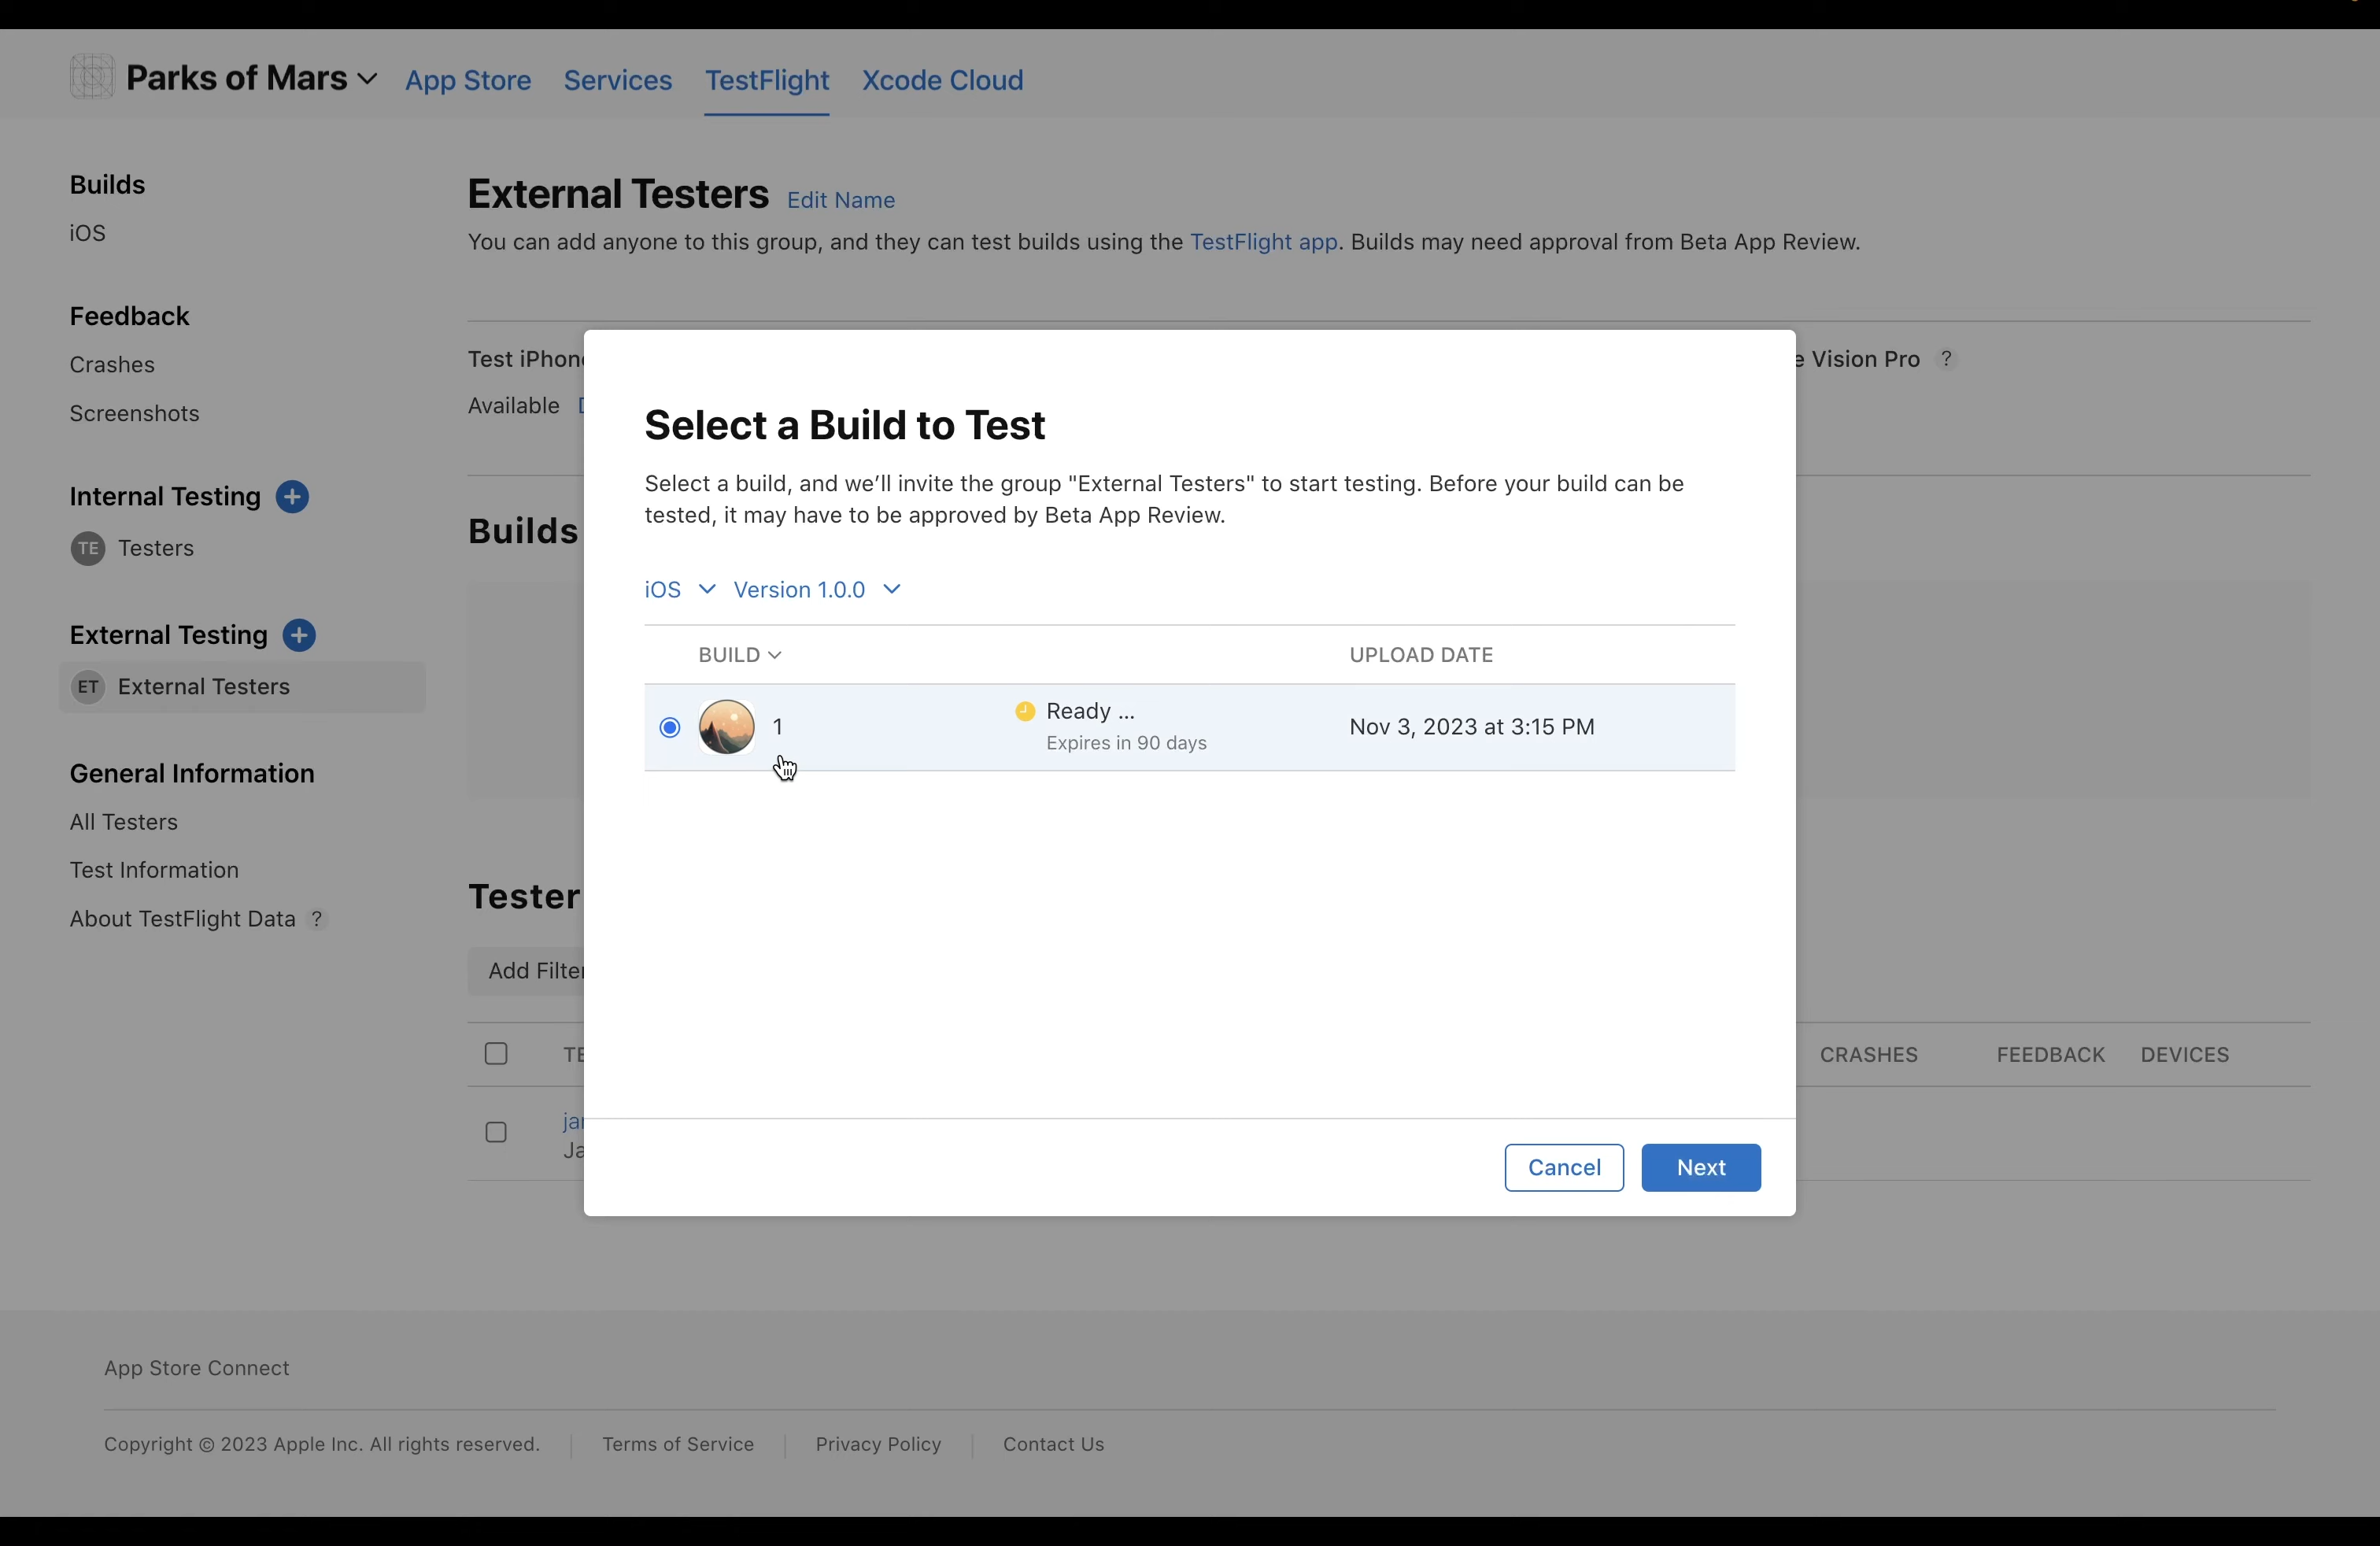 Parks of Mars App Store Services TestFlight Xcode Cloud
Builds
iOS
Feedback
Crashes
Screenshots
Internal Testing
TE Testers
External Testing
ET External Testers
General Information
All Testers
Test Information
About TestFlight Data ?
External Testers Edit Name
You can add anyone to this group, and they can test builds using the TestFlight app. Builds may need approval from Beta App Review.
Test
Vision Pro ?
Available
Builds
Tester
Add
CRASHES FEEDBACK DEVICES
Select a Build to Test
Select a build, and we’ll invite the group "External Testers" to start testing. Before your build can be
tested, it may have to be approved by Beta App Review.
iOS Version 1.0.0
BUILD UPLOAD DATE
1 Ready ... Nov 3, 2023 at 3:15 PM
Expires in 90 days
Cancel Next
App Store Connect
Copyright © 2023 Apple Inc. All rights reserved. Terms of Service Privacy Policy Contact Us